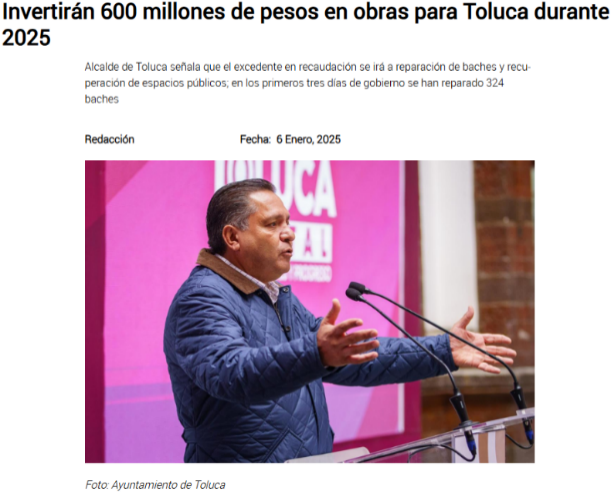 Invertirán 600 millones de pesos en obras para Toluca durante
2025
Alcalde de Toluca señala que el excedente en recaudación se irá a reparación de baches y recu-
peración de espacios públicos; en los primeros tres días de gobierno se han reparado 324
baches
Redacción Fecha: 6 Enero, 2025
TOLUCA
Foto: Ayuntamiento de Toluca